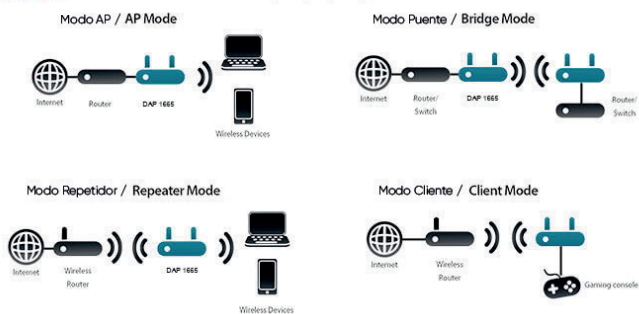 Modo AP / AP Mode
Internet
Router
DAP 1665
Wireless Devices
Modo Puente / Bridge Mode
Internet
Router/
Switch
DAP 1665
Router/
Switch
Modo Repetidor / Repeater Mode
Internet
Wireless
Router
DAP 1665
Wireless Devices
Modo Cliente / Client Mode
Internet
Wireless
Router
Gaming console